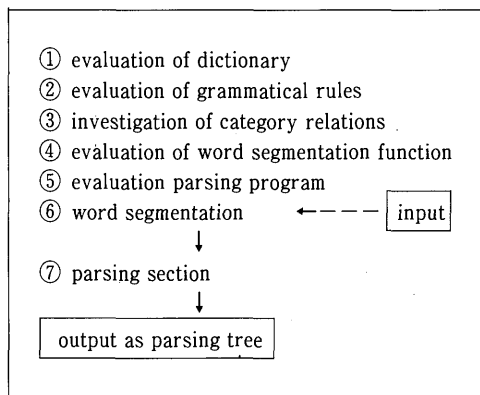 ① evaluation of dictionary
② evaluation of grammatical rules
③ investigation of category relations
④ evaluation of word segmentation function
⑤ evaluation parsing program
⑥ word segmentation input
⑦ parsing section
output as parsing tree